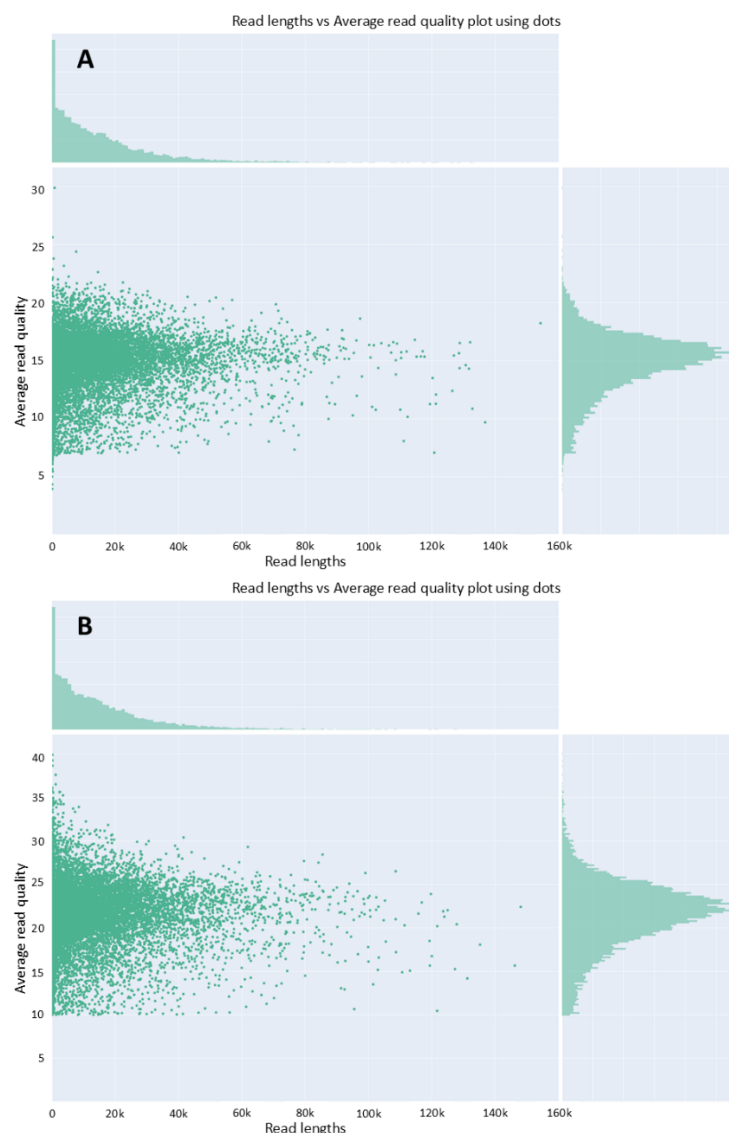 Read lengths vs Average read quality plot using dots
A
30
25
20
15
10
5
Average read quality
0 20k 40k 60k 80k 100k 120k 140k 160k
Read lengths
Read lengths vs Average read quality plot using dots
B
40
35
30
25
20
15
10
5
Average read quality
0 20k 40k 60k 80k 100k 120k 140k 160k
Read lengths